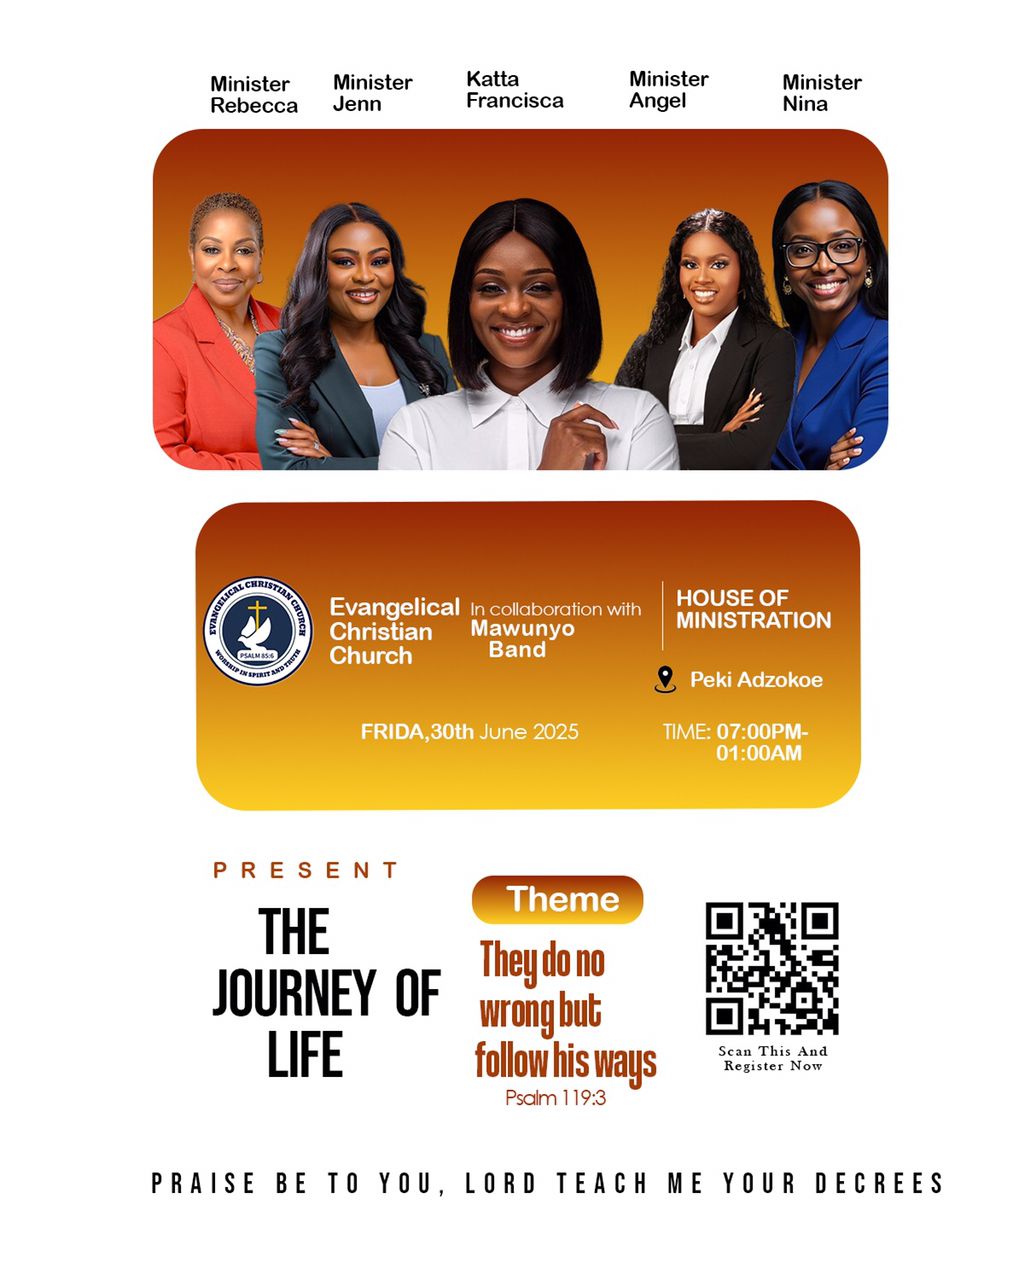 Minister
Rebecca
Minister
Jenn
Katta
Francisca
Minister
Angel
Minister
Nina
EVANGELICAL CHRISTIAN CHURCH
PSALM 85:6
WORSHIP IN SPIRIT AND TRUTH
Evangelical
Christian
Church
In collaboration with
Mawunyo
Band
HOUSE OF
MINISTRATION
Peki Adzokoe
FRIDA,30th June 2025
TIME: 07:00PM-
01:00AM
PRESENT
THE
JOURNEY OF
LIFE
Theme
They do no
wrong but
follow his ways
Psalm 119:3
Scan This And
Register Now
PRAISE BE TO YOU, LORD TEACH ME YOUR DECREES